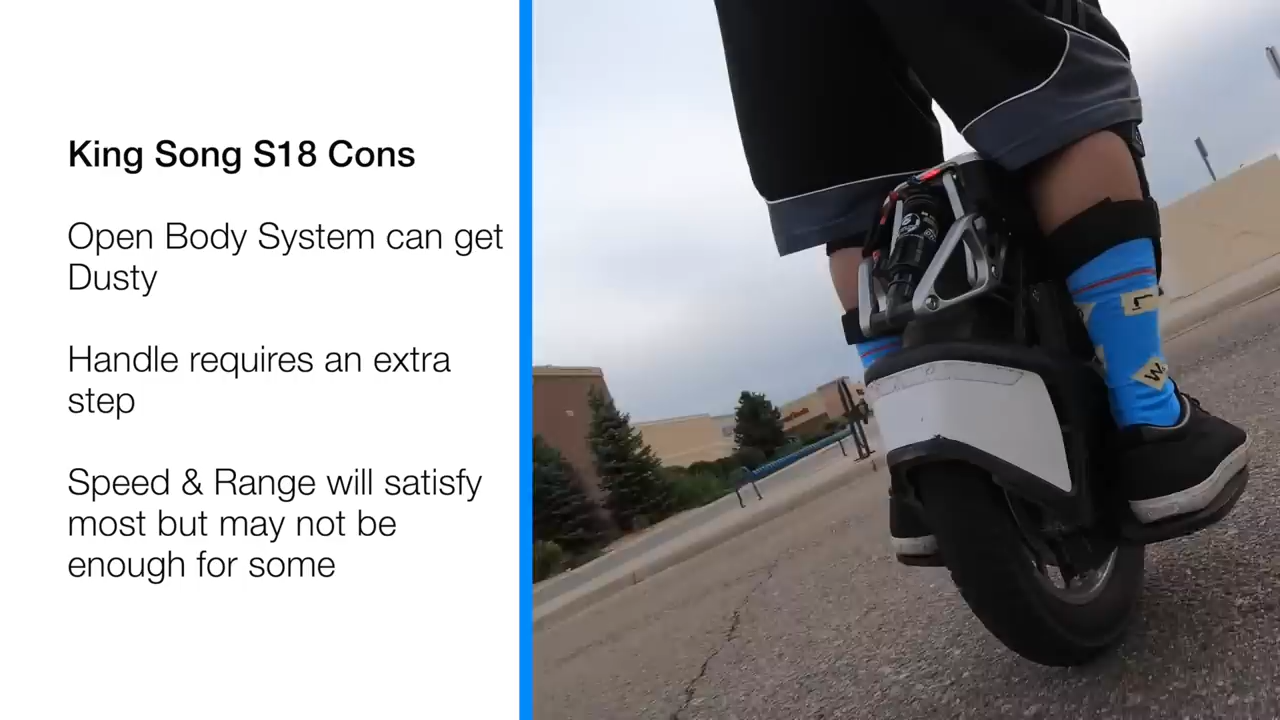 King Song S18 Cons
Open Body System can get
Dusty
Handle requires an extra
step
Speed & Range will satisfy
most but may not be
enough for some
L
W